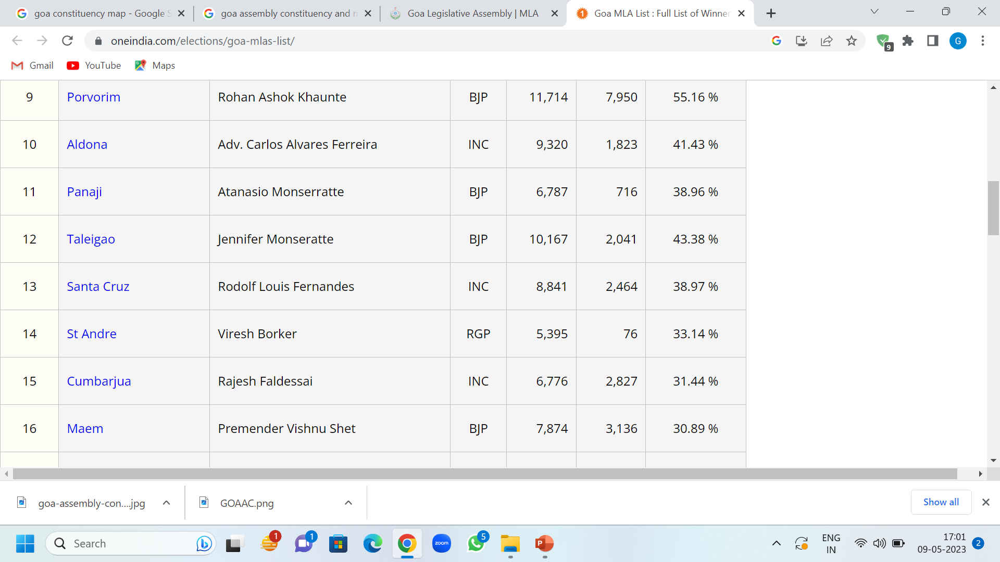 goa constituency map - Google S
goa assembly constituency and m
Goa Legislative Assembly | MLA
Goa MLA List : Full List of Winner
oneindia.com/elections/goa-mlas-list/
9
G
Gmail YouTube Maps
9 Porvorim Rohan Ashok Khaunte BJP 11,714 7,950 55.16 %
10 Aldona Adv. Carlos Alvares Ferreira INC 9,320 1,823 41.43 %
11 Panaji Atanasio Monserratte BJP 6,787 716 38.96 %
12 Taleigao Jennifer Monseratte BJP 10,167 2,041 43.38 %
13 Santa Cruz Rodolf Louis Fernandes INC 8,841 2,464 38.97 %
14 St Andre Viresh Borker RGP 5,395 76 33.14 %
15 Cumbarjua Rajesh Faldessai INC 6,776 2,827 31.44 %
16 Maem Premender Vishnu Shet BJP 7,874 3,136 30.89 %
goa-assembly-con....jpg GOAAC.png Show all
Search 1 1 zoom 5 P ENG 17:01
IN 09-05-2023 2